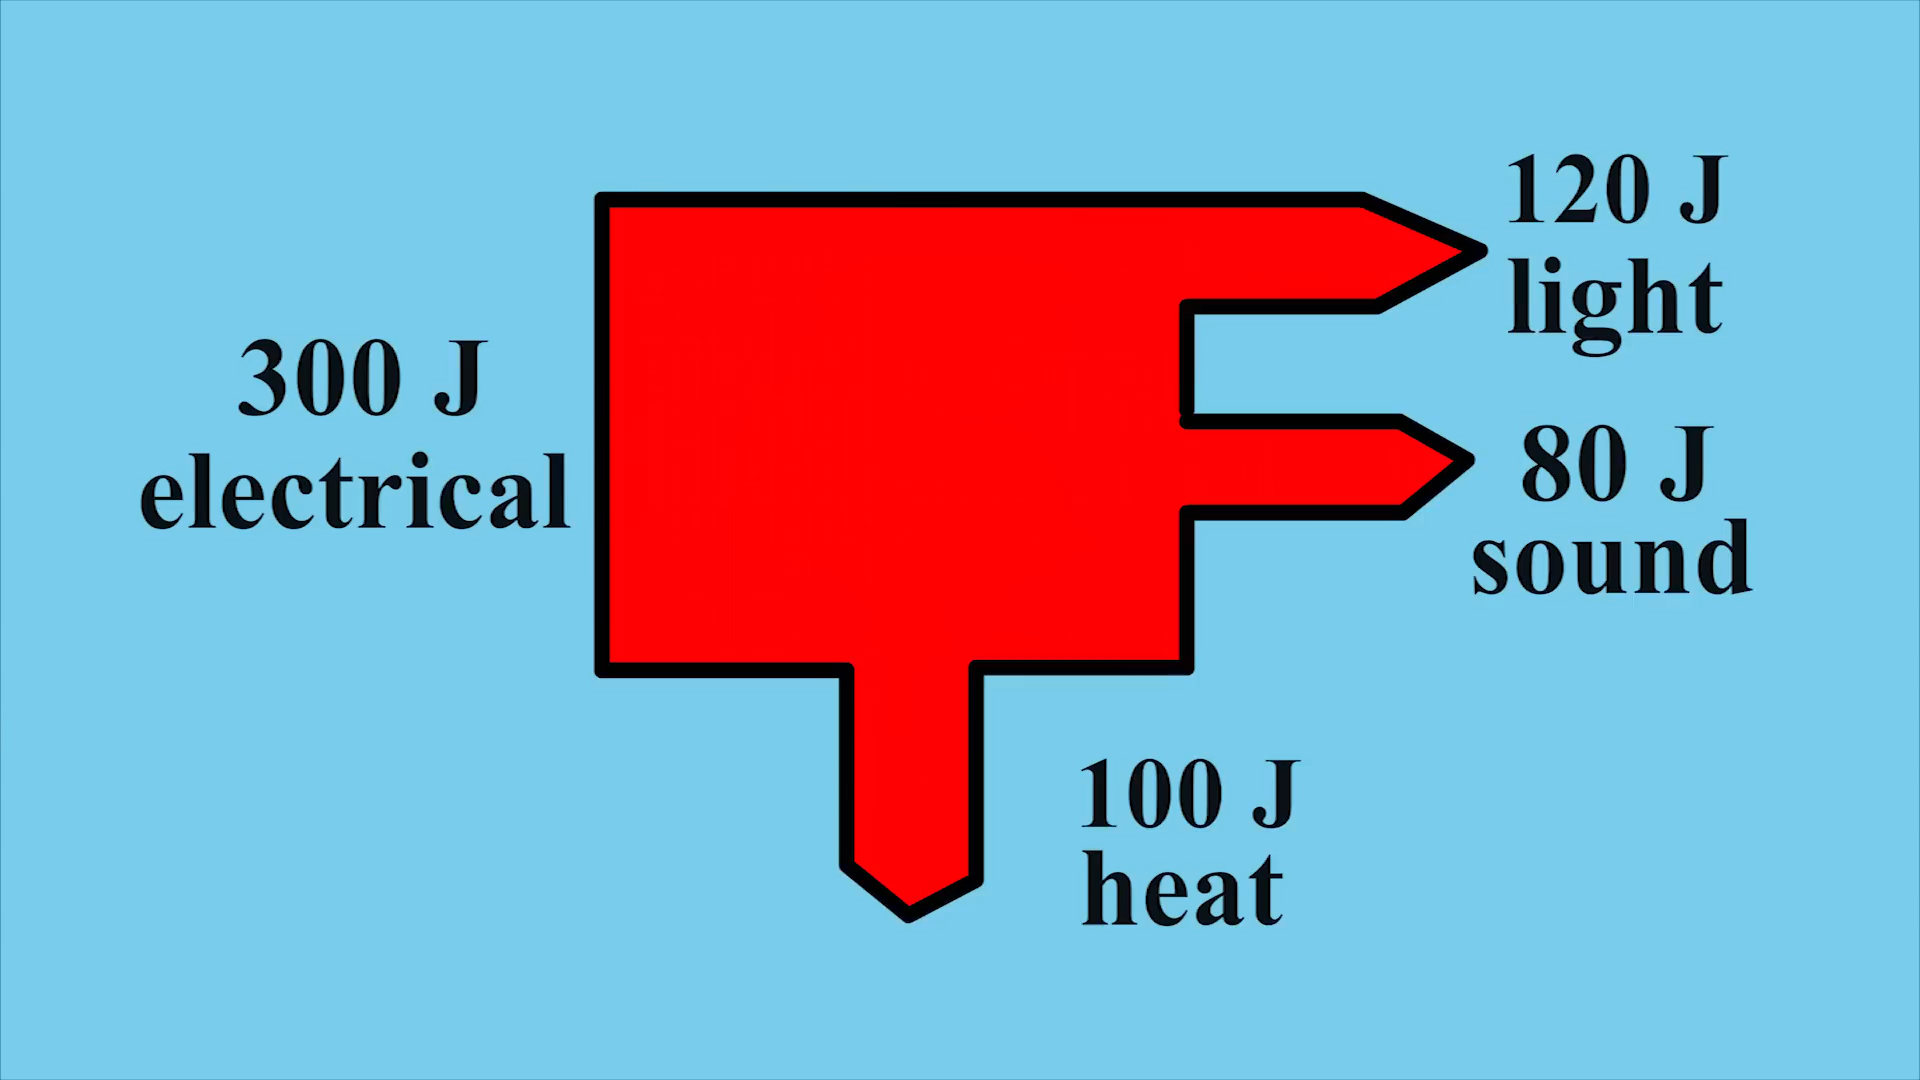 300 J
electrical
120 J
light
80 J
sound
100 J
heat